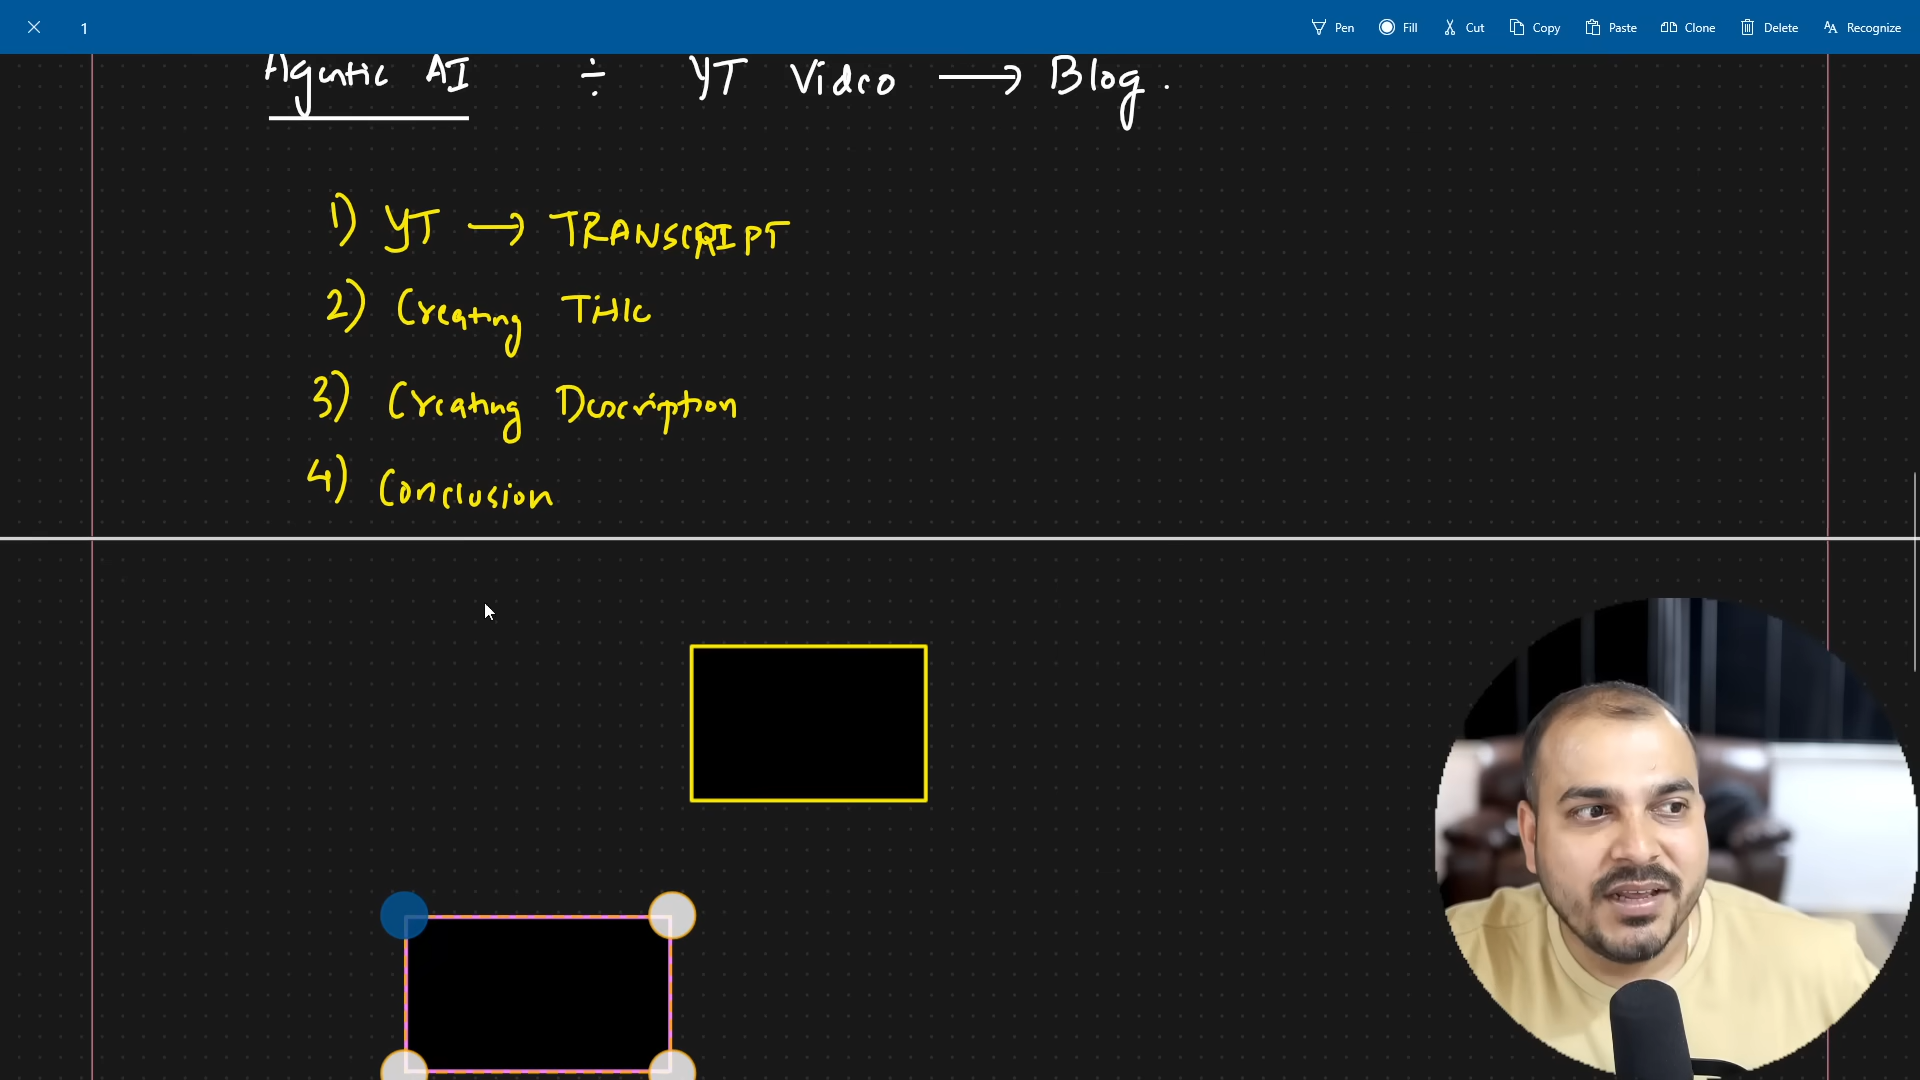 1 Pen Fill Cut Copy Paste Clone Delete Recognize
Agentic AI ÷ YT Video → Blog.
1) YT → TRANSCRIPT
2) Creating Title
3) Creating Description
4) Conclusion